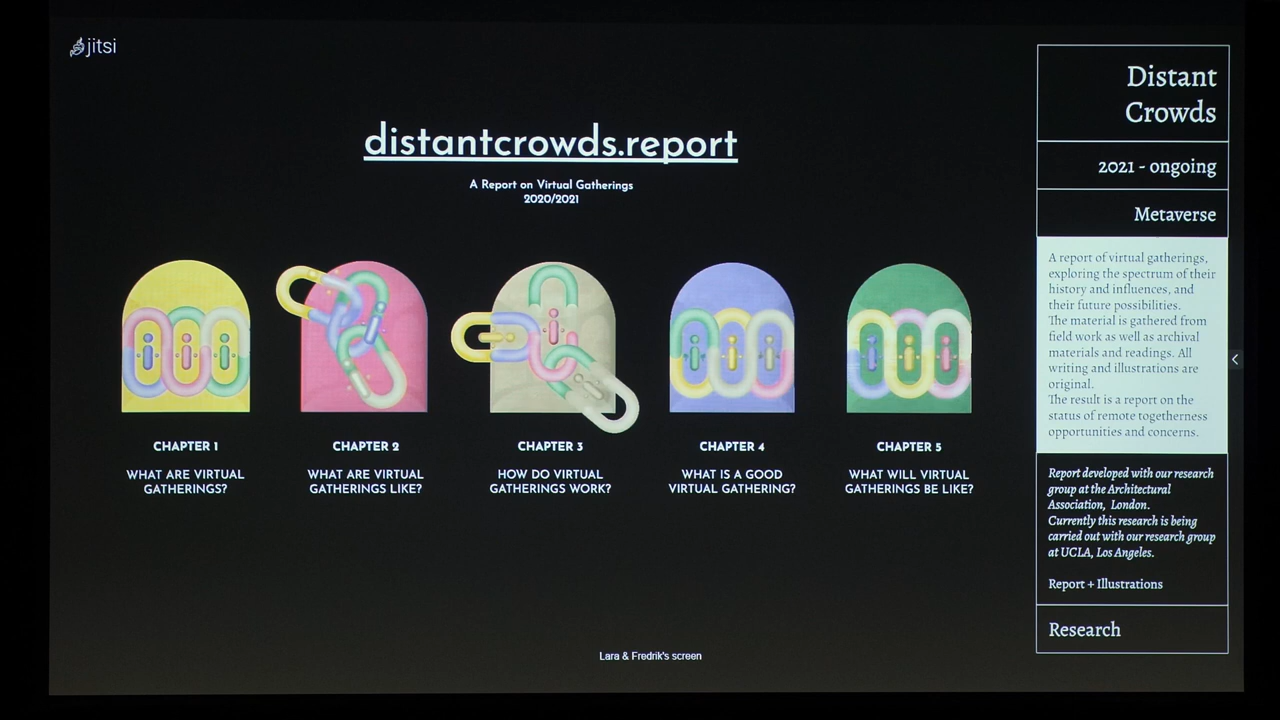 jitsi
distantcrowds.report
A Report on Virtual Gatherings
2020/2021
CHAPTER 1
WHAT ARE VIRTUAL
GATHERINGS?
CHAPTER 2
WHAT ARE VIRTUAL
GATHERINGS LIKE?
CHAPTER 3
HOW DO VIRTUAL
GATHERINGS WORK?
CHAPTER 4
WHAT IS A GOOD
VIRTUAL GATHERING?
CHAPTER 5
WHAT WILL VIRTUAL
GATHERINGS BE LIKE?
Lara & Fredrik's screen
Distant
Crowds
2021 - ongoing
Metaverse
A report of virtual gatherings,
exploring the spectrum of their
history and influences, and
their future possibilities.
The material is gathered from
field work as well as archival
materials and readings. All
writing and illustrations are
original.
The result is a report on the
status of remote togetherness
opportunities and concerns.
Report developed with our research
group at the Architectural
Association, London.
Currently this research is being
carried out with our research group
at UCLA, Los Angeles.
Report + Illustrations
Research